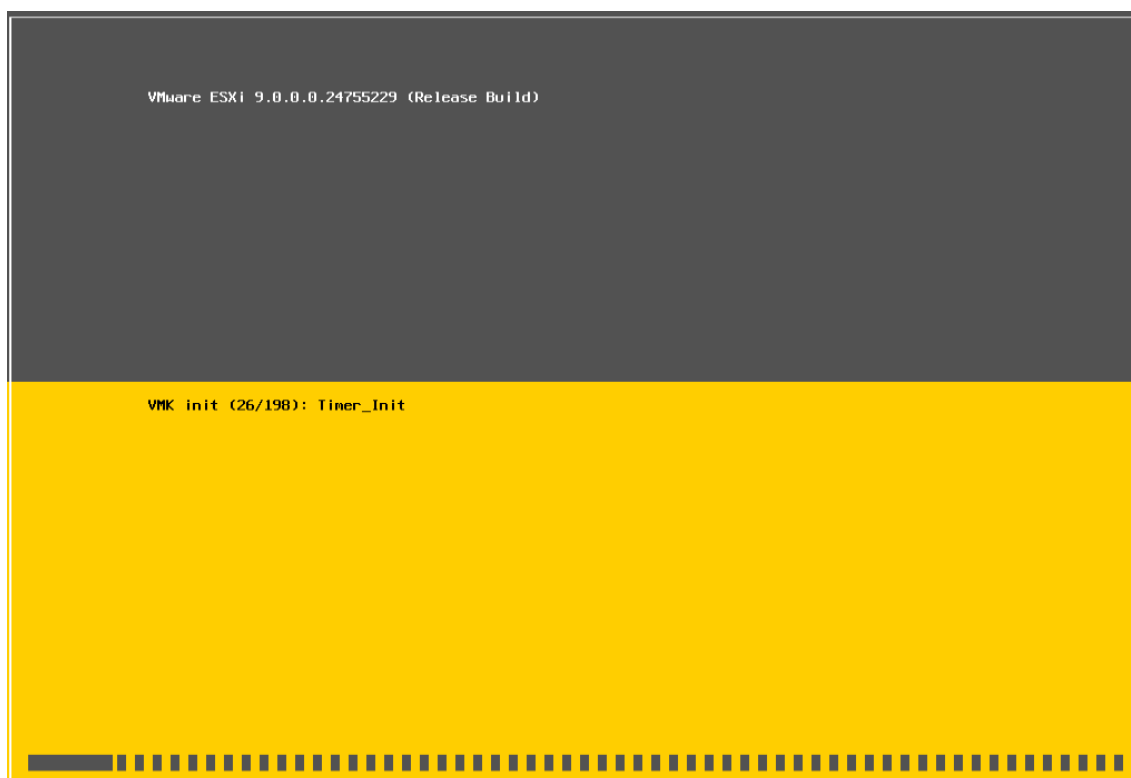 VMware ESXi 9.0.0.0.24755229 (Release Build)
VMK init (26/198): Timer_Init